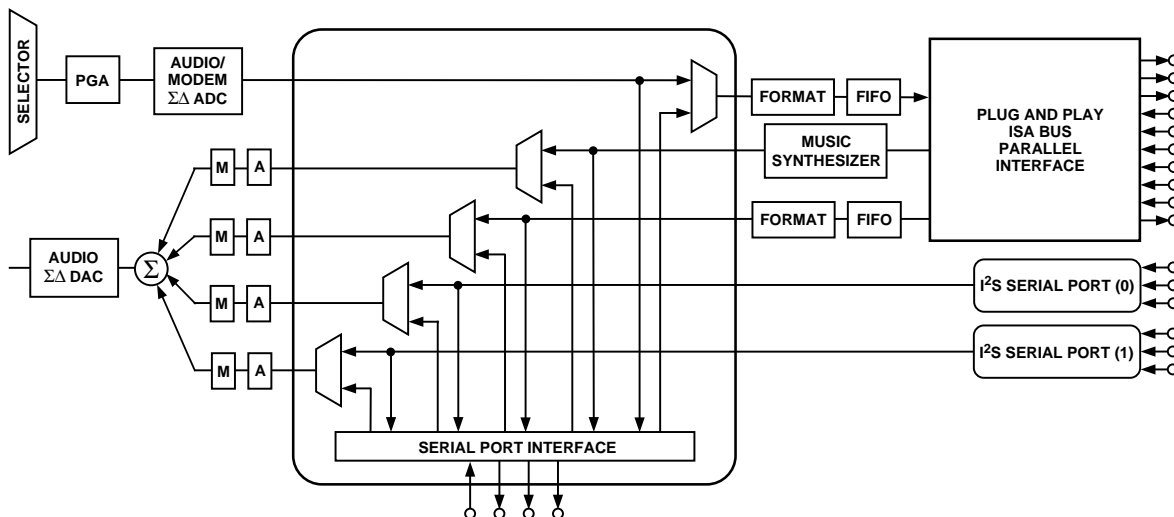 SELECTOR
PGA
AUDIO/
MODEM
ΣΔ ADC
FORMAT
FIFO
PLUG AND PLAY
ISA BUS
PARALLEL
INTERFACE
MUSIC
SYNTHESIZER
M
A
FORMAT
FIFO
M
A
AUDIO
ΣΔ DAC
Σ
I²S SERIAL PORT (0)
M
A
I²S SERIAL PORT (1)
M
A
SERIAL PORT INTERFACE